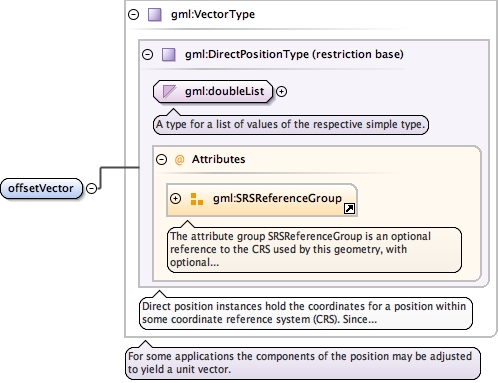 gml:VectorType
gml:DirectPositionType (restriction base)
gml:doubleList
A type for a list of values of the respective simple type.
@ Attributes
offsetVector
gml:SRSReferenceGroup
The attribute group SRSReferenceGroup is an optional
reference to the CRS used by this geometry, with
optional...
Direct position instances hold the coordinates for a position within
some coordinate reference system (CRS). Since...
For some applications the components of the position may be adjusted
to yield a unit vector.